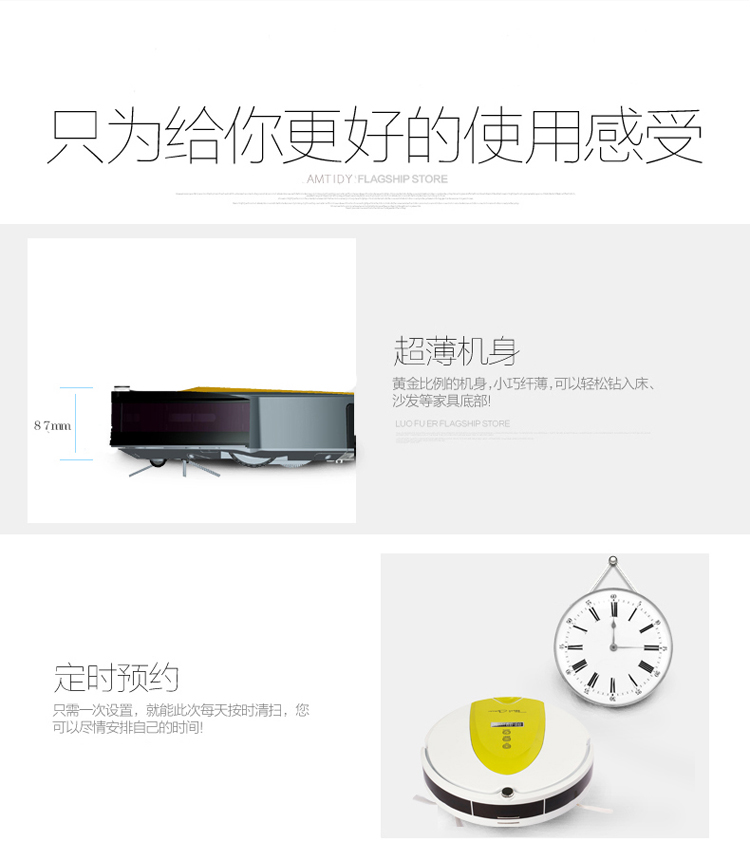 只为给你更好的使用感受
AMTIDY FLAGSHIP STORE
87mm
超薄机身
黄金比例的机身,小巧纤薄,可以轻松钻入床、
沙发等家具底部!
LUO FU ER FLAGSHIP STORE
定时预约
只需一次设置，就能此次每天按时清扫，您
可以尽情安排自己的时间!